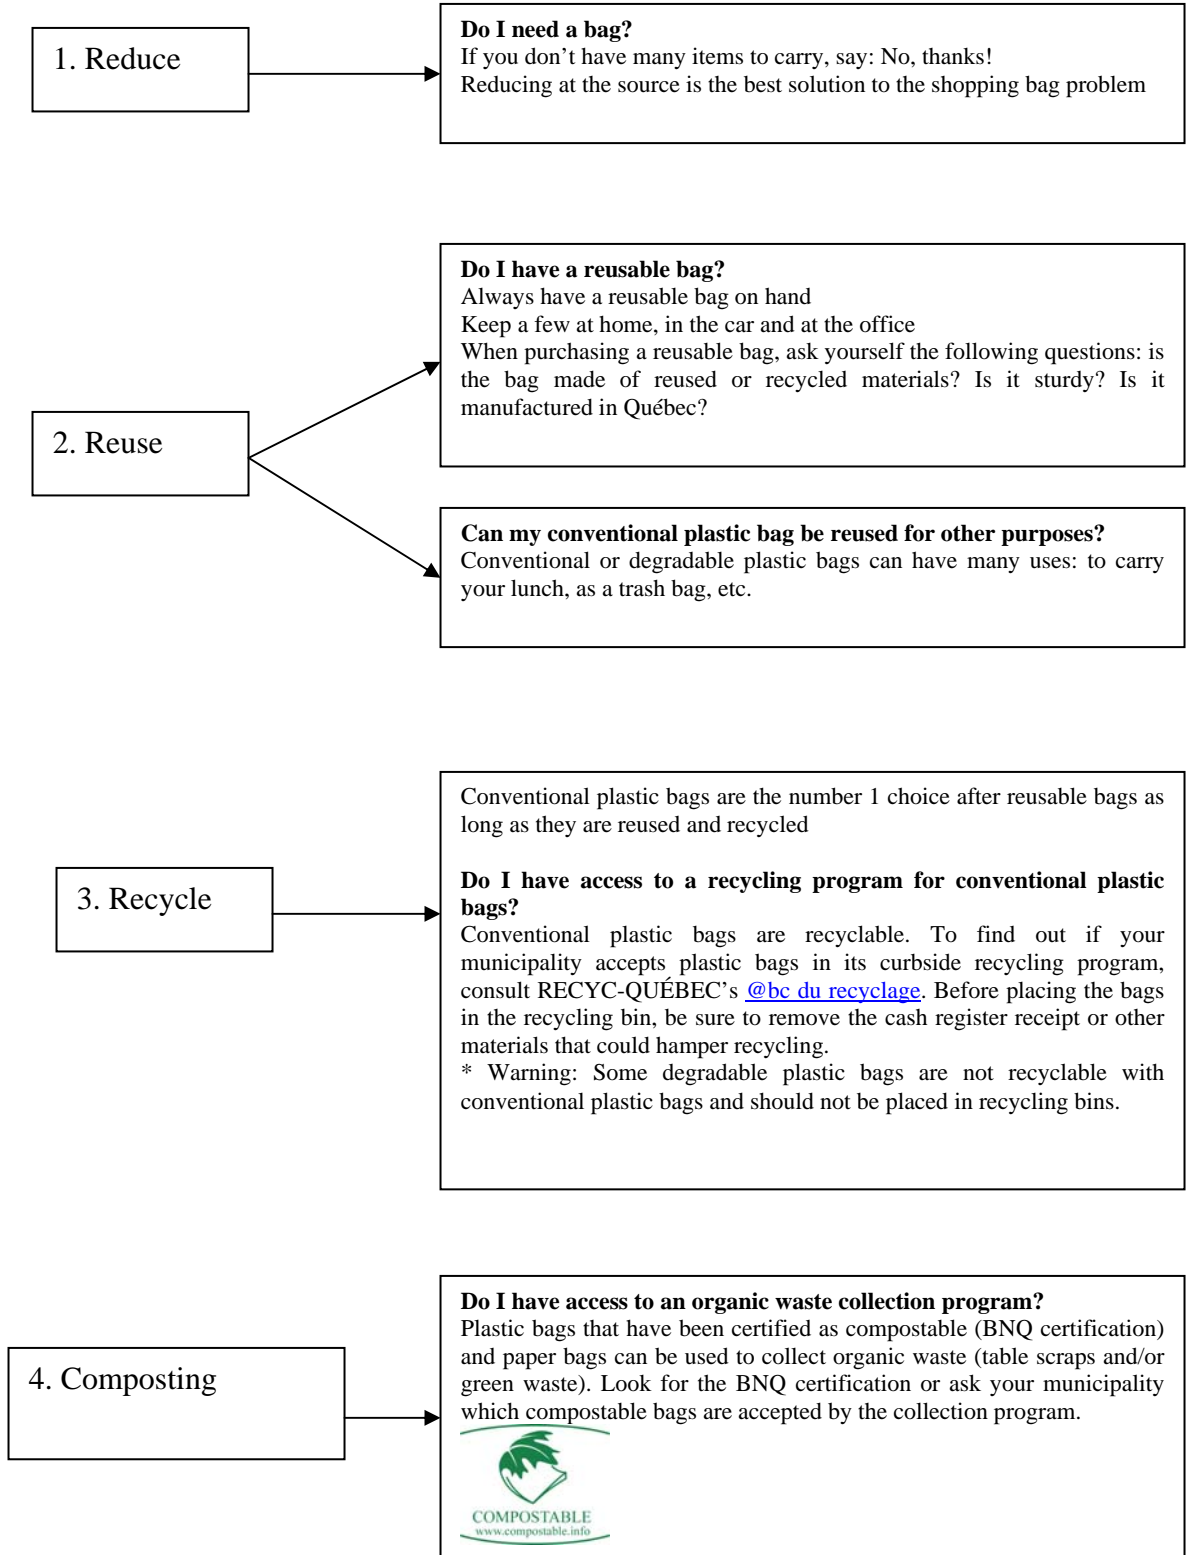 1. Reduce
Do I need a bag?
If you don’t have many items to carry, say: No, thanks!
Reducing at the source is the best solution to the shopping bag problem
2. Reuse
Do I have a reusable bag?
Always have a reusable bag on hand
Keep a few at home, in the car and at the office
When purchasing a reusable bag, ask yourself the following questions: is
the bag made of reused or recycled materials? Is it sturdy? Is it
manufactured in Québec?
Can my conventional plastic bag be reused for other purposes?
Conventional or degradable plastic bags can have many uses: to carry
your lunch, as a trash bag, etc.
3. Recycle
Conventional plastic bags are the number 1 choice after reusable bags as
long as they are reused and recycled
Do I have access to a recycling program for conventional plastic
bags?
Conventional plastic bags are recyclable. To find out if your
municipality accepts plastic bags in its curbside recycling program,
consult RECYC-QUÉBEC’s @bc du recyclage. Before placing the bags
in the recycling bin, be sure to remove the cash register receipt or other
materials that could hamper recycling.
* Warning: Some degradable plastic bags are not recyclable with
conventional plastic bags and should not be placed in recycling bins.
4. Composting
Do I have access to an organic waste collection program?
Plastic bags that have been certified as compostable (BNQ certification)
and paper bags can be used to collect organic waste (table scraps and/or
green waste). Look for the BNQ certification or ask your municipality
which compostable bags are accepted by the collection program.
COMPOSTABLE
www.compostable.info